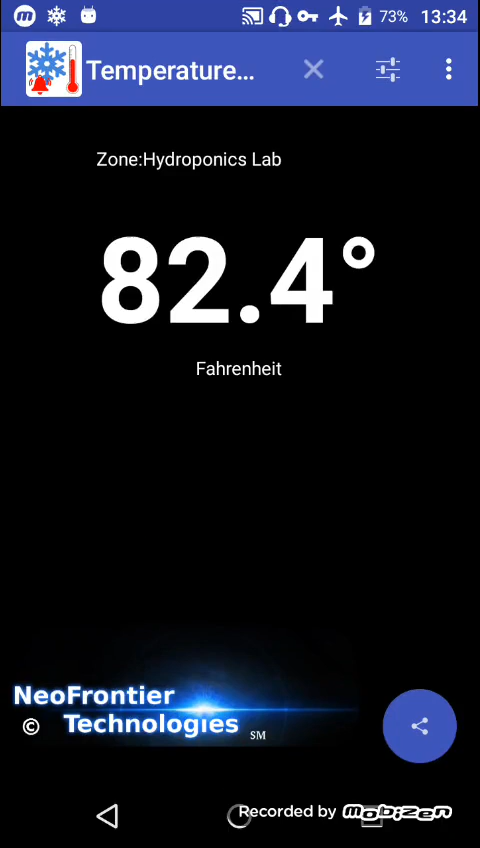 73% 13:34
Temperature...
Zone:Hydroponics Lab
82.4°
Fahrenheit
NeoFrontier
© Technologies SM
Recorded by mobizen